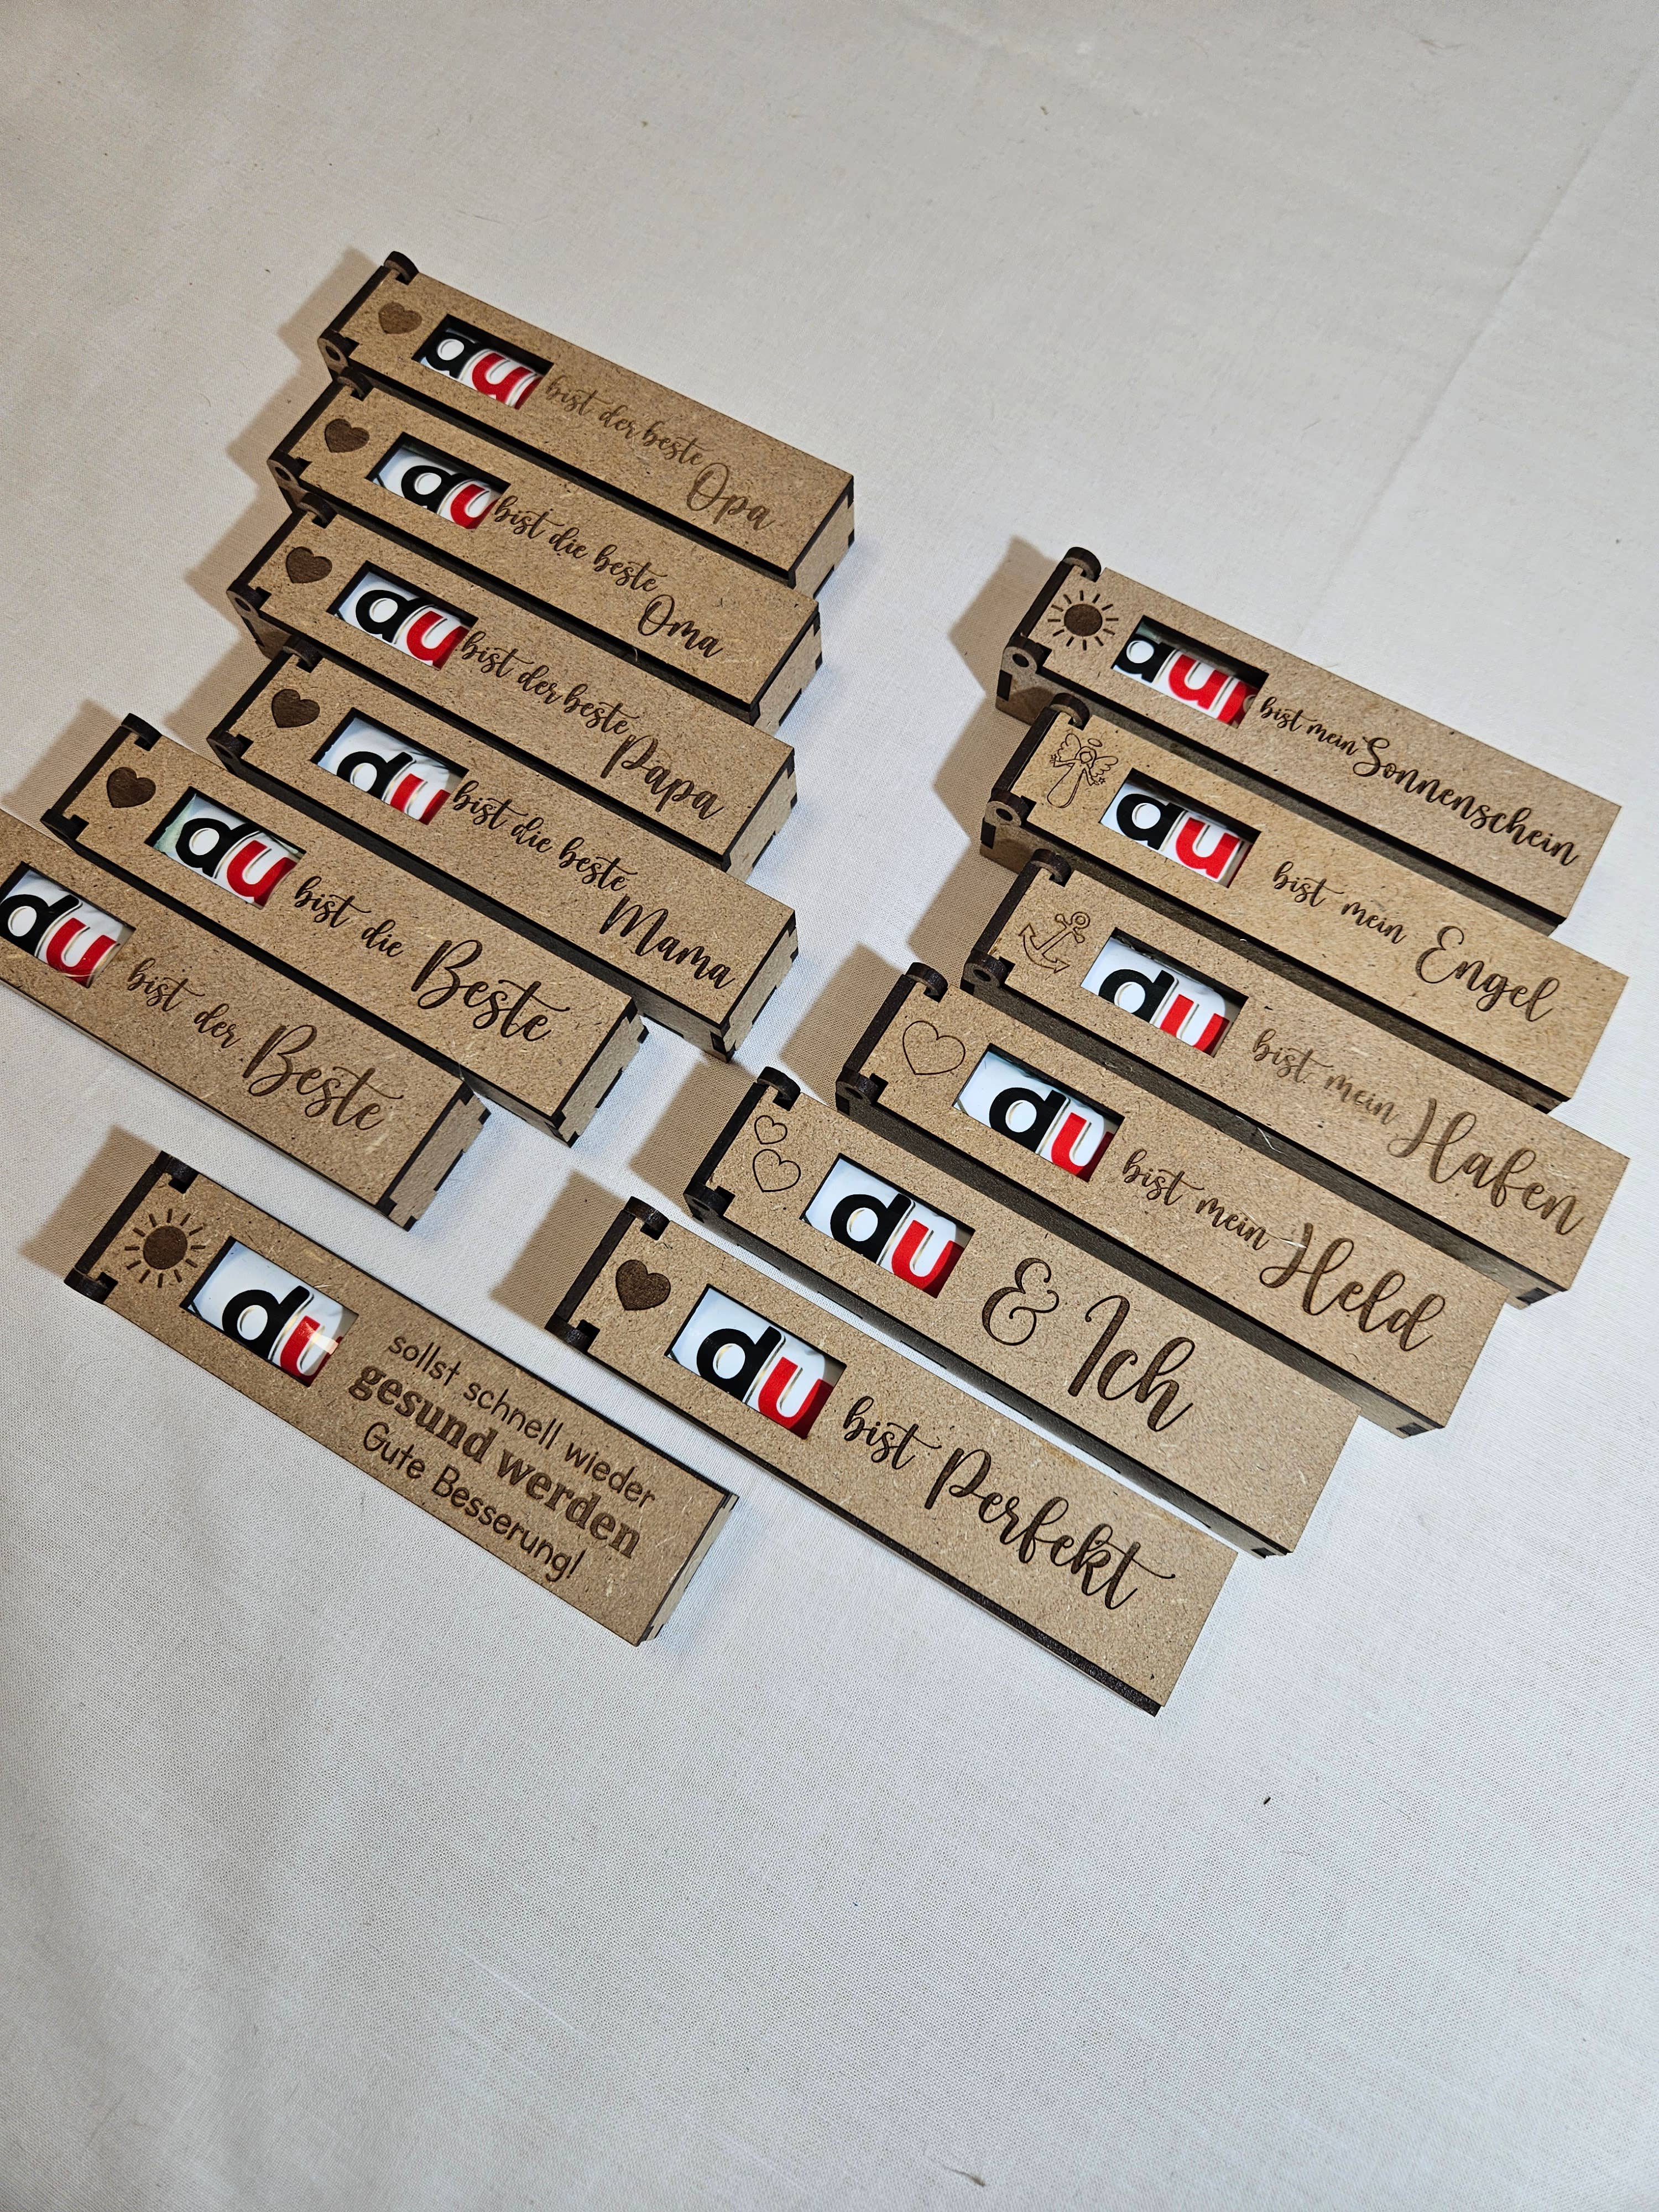 du bist der beste Opa
du bist die beste Oma
du bist der beste Papa
du bist die beste Mama
du bist die Beste
du bist der Beste
du sollst schnell wieder
gesund werden
Gute Besserung!
du bist mein Sonnenschein
du bist mein Engel
du bist mein Hafen
du bist mein Held
du & Ich
du bist Perfekt